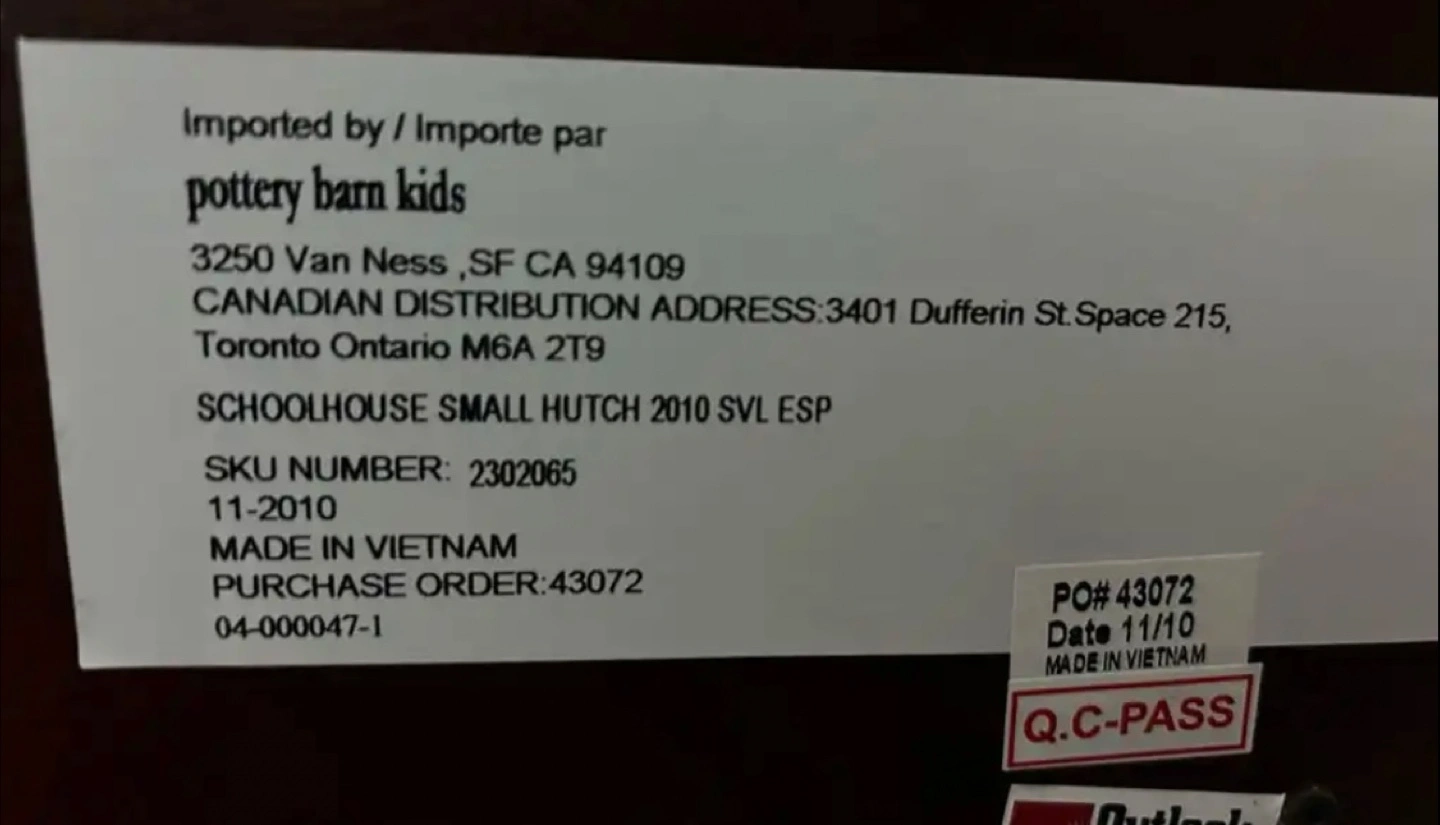 Imported by / Importe par
pottery barn kids
3250 Van Ness ,SF CA 94109
CANADIAN DISTRIBUTION ADDRESS:3401 Dufferin St.Space 215,
Toronto Ontario M6A 2T9
SCHOOLHOUSE SMALL HUTCH 2010 SVL ESP
SKU NUMBER: 2302065
11-2010
MADE IN VIETNAM
PURCHASE ORDER:43072
04-000047-1
PO# 43072
Date 11/10
MADE IN VIETNAM
Q.C-PASS
Outlook